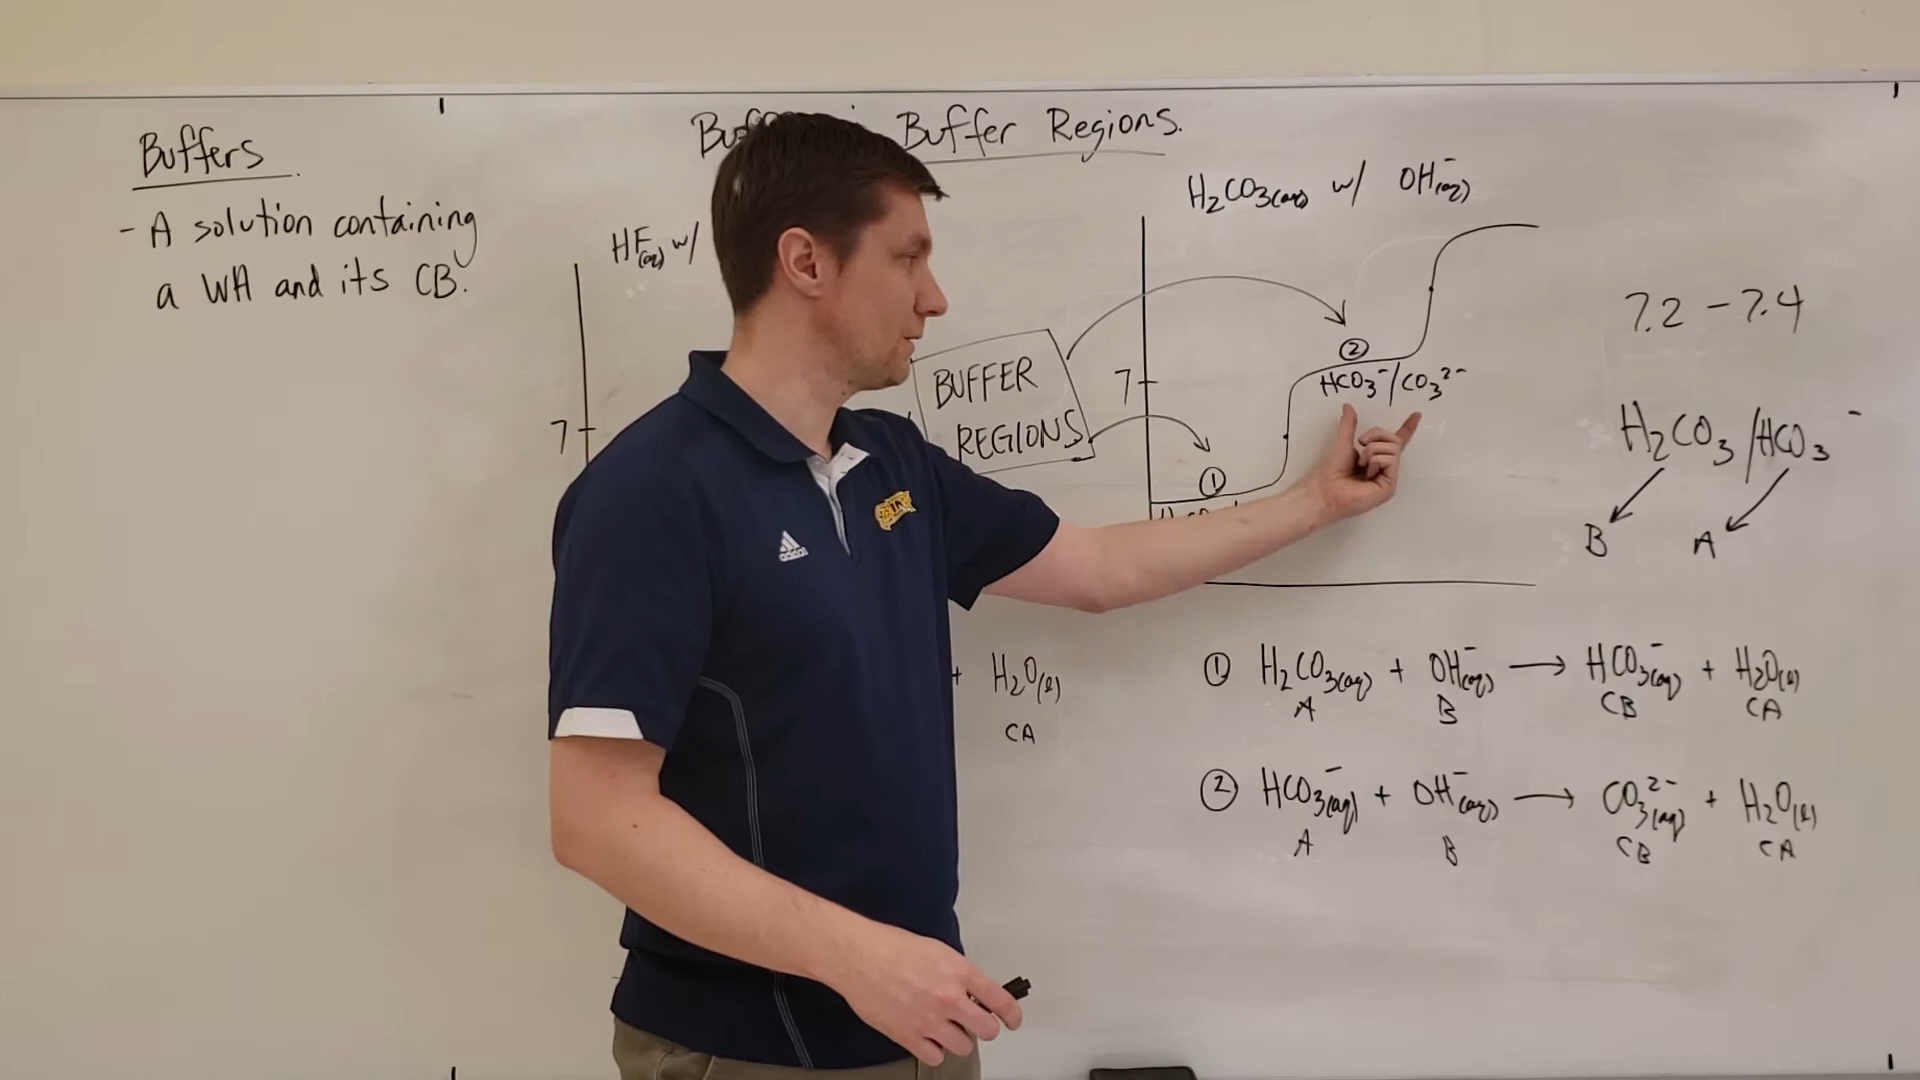 Buffers
- A solution containing
a WA and its CB.
Buffer Regions.
HF(aq) w/
7
BUFFER
REGIONS
H₂CO₃(aq) w/ OH⁻(aq)
7
②
HCO₃⁻/CO₃²⁻
①
7.2 - 7.4
H₂CO₃/HCO₃⁻
B A
+ H₂O(l)
CA
① H₂CO₃(aq) + OH⁻(aq) → HCO₃⁻(aq) + H₂O(l)
A B CB CA
② HCO₃⁻(aq) + OH⁻(aq) → CO₃²⁻(aq) + H₂O(l)
A B CB CA